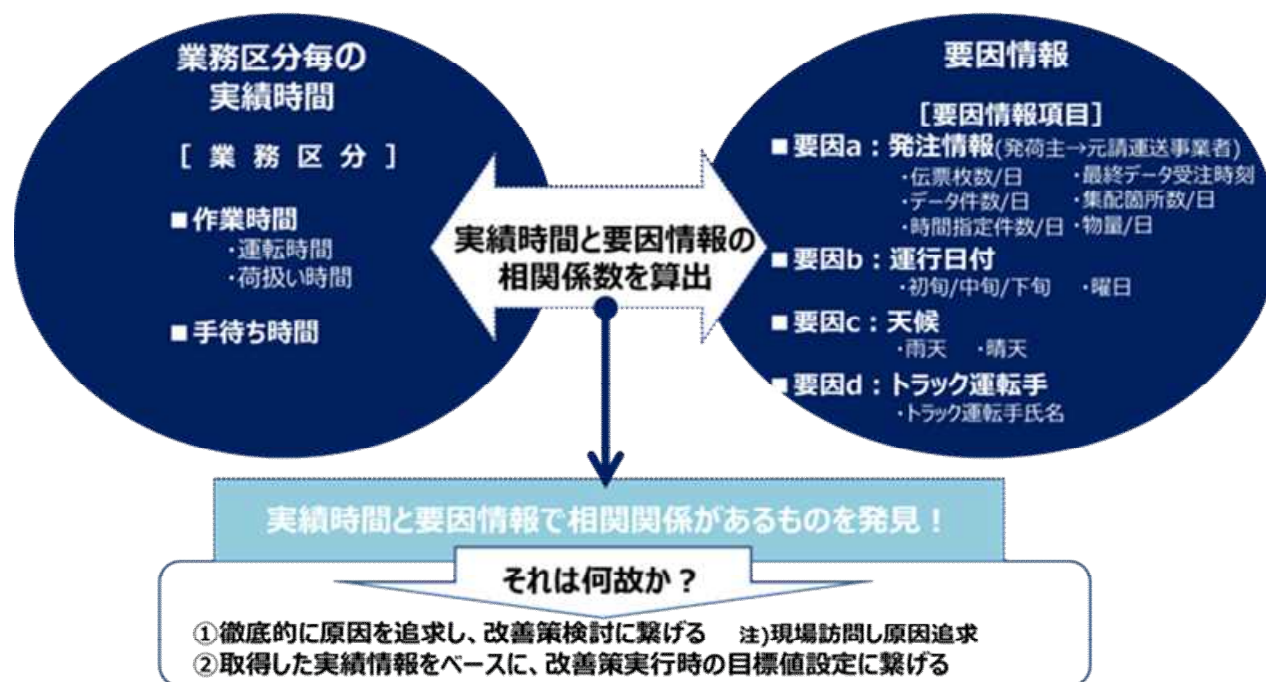 業務区分毎の
実績時間
[ 業 務 区 分 ]
■作業時間
・運転時間
・荷扱い時間
■手待ち時間
実績時間と要因情報の
相関係数を算出
要因情報
[要因情報項目]
■要因a：発注情報(発荷主→元請運送事業者)
・伝票枚数/日 ・最終データ受注時刻
・データ件数/日 ・集配箇所数/日
・時間指定件数/日 ・物量/日
■要因b：運行日付
・初旬/中旬/下旬 ・曜日
■要因c：天候
・雨天 ・晴天
■要因d：トラック運転手
・トラック運転手氏名
実績時間と要因情報で相関関係があるものを発見！
それは何故か？
①徹底的に原因を追求し、改善策検討に繋げる 注)現場訪問し原因追求
②取得した実績情報をベースに、改善策実行時の目標値設定に繋げる